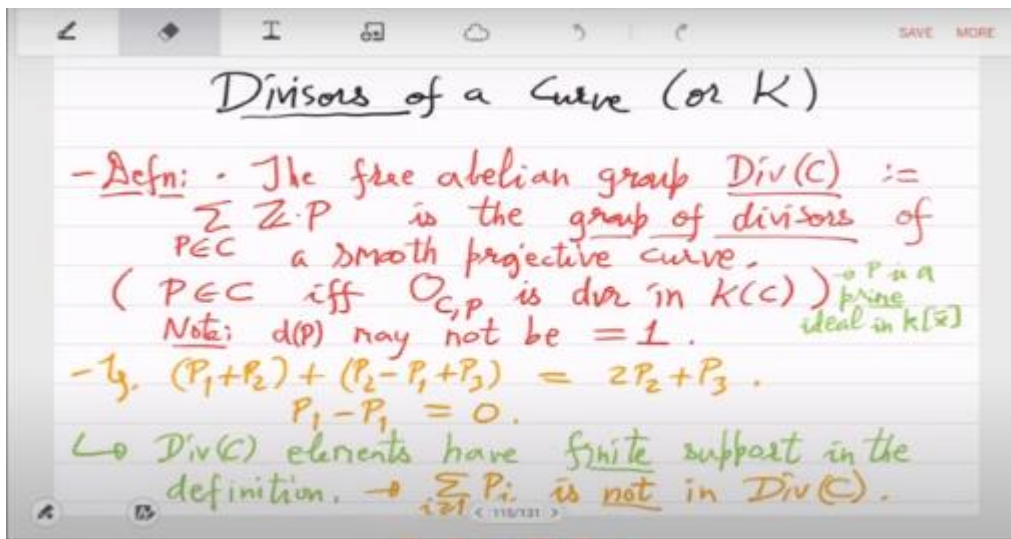 SAVE MORE
Divisors of a Curve (or K)
- Defn: · The free abelian group Div(C) :=
∑_{P∈C} ℤ·P is the group of divisors of
a smooth projective curve.
( P∈C iff O_{C,P} is dvr in K(C) ) → P is a
prime
ideal in k[x̄]
Note: d(P) may not be = 1.
- Eg. (P₁+P₂) + (P₂-P₁+P₃) = 2P₂+P₃.
P₁-P₁ = 0.
↳ Div(C) elements have finite support in the
definition. → ∑_{i≥1} P_i is not in Div(C).
< 110/131 >